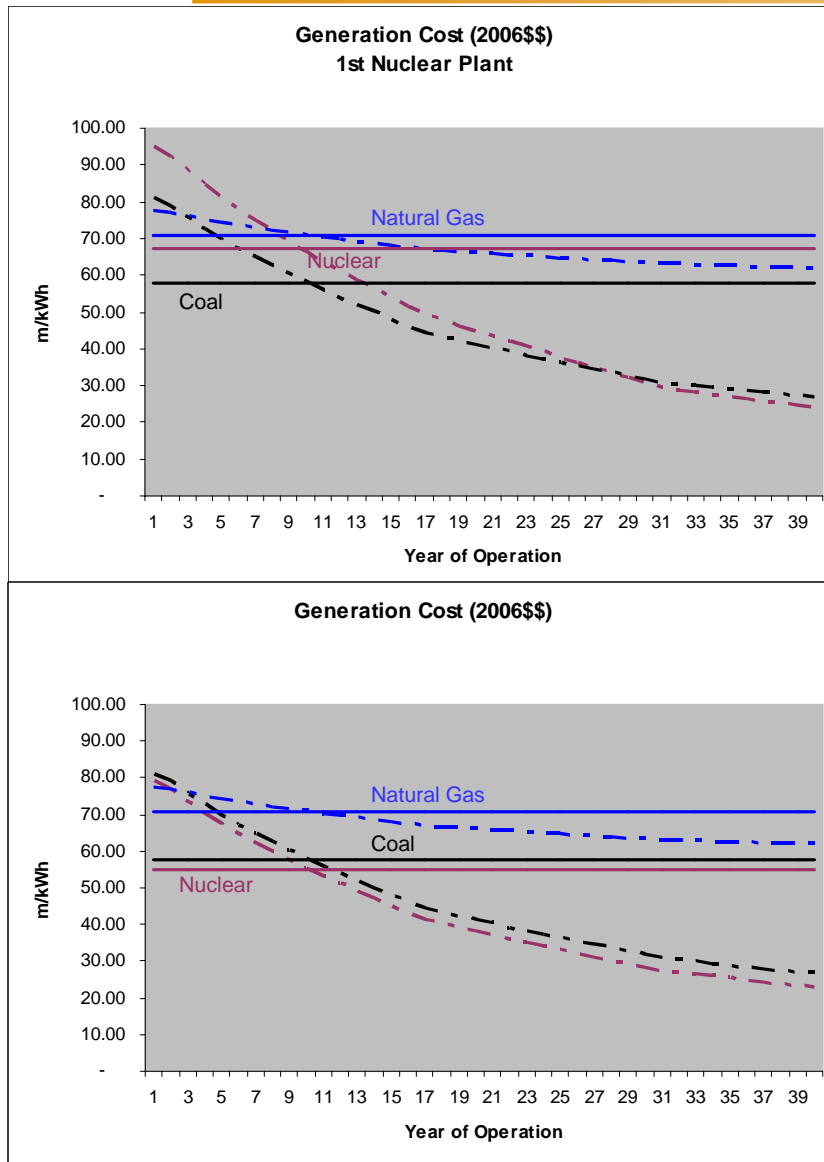 Generation Cost (2006$$)
1st Nuclear Plant
100.00
90.00
80.00
70.00
60.00
50.00
40.00
30.00
20.00
10.00
-
m/kWh
Natural Gas
Nuclear
Coal
1 3 5 7 9 11 13 15 17 19 21 23 25 27 29 31 33 35 37 39
Year of Operation
Generation Cost (2006$$)
100.00
90.00
80.00
70.00
60.00
50.00
40.00
30.00
20.00
10.00
-
m/kWh
Natural Gas
Coal
Nuclear
1 3 5 7 9 11 13 15 17 19 21 23 25 27 29 31 33 35 37 39
Year of Operation